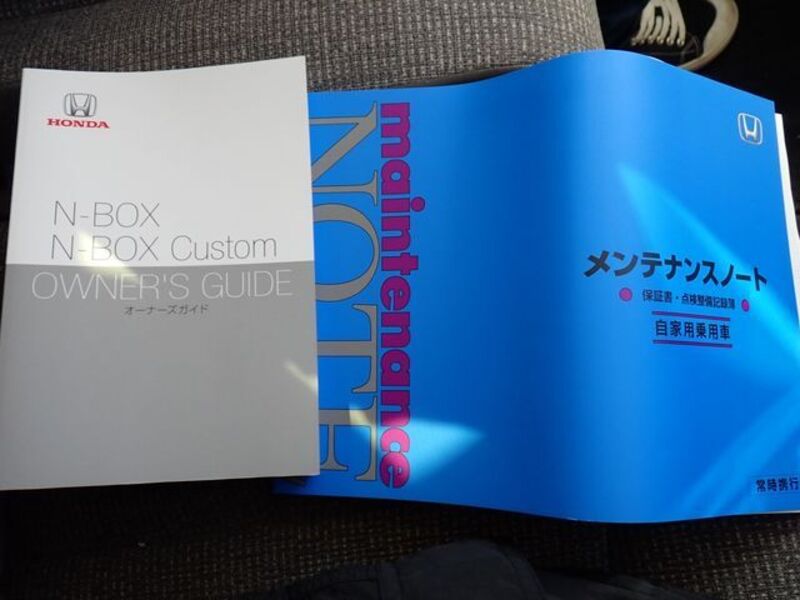 HONDA
N-BOX
N-BOX Custom
OWNER'S GUIDE
オーナーズガイド
maintenance
NOTE
メンテナンスノート
保証書・点検整備記録簿
自家用乗用車
常時携行